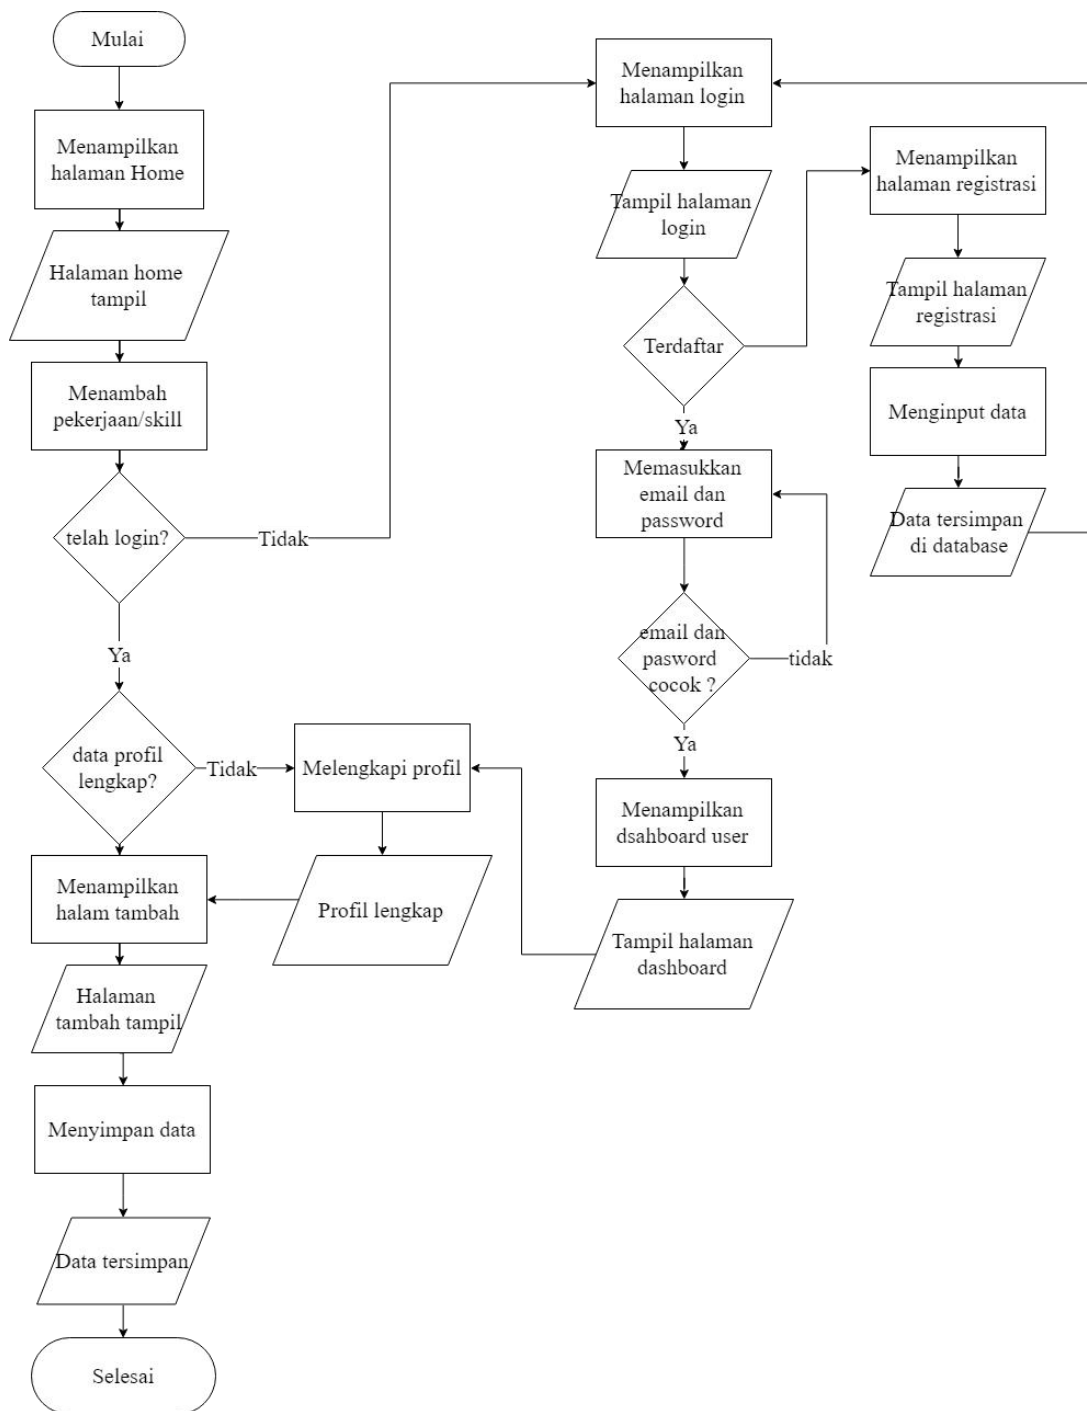 Mulai
Menampilkan
halaman Home
Halaman home
tampil
Menambah
pekerjaan/skill
telah login?
Tidak
Ya
data profil
lengkap?
Tidak
Melengkapi profil
Profil lengkap
Menampilkan
halam tambah
Halaman
tambah tampil
Menyimpan data
Data tersimpan
Selesai
Menampilkan
halaman login
Tampil halaman
login
Terdaftar
Ya
Memasukkan
email dan
password
email dan
pasword
cocok ?
tidak
Ya
Menampilkan
dsahboard user
Tampil halaman
dashboard
Menampilkan
halaman registrasi
Tampil halaman
registrasi
Menginput data
Data tersimpan
di database